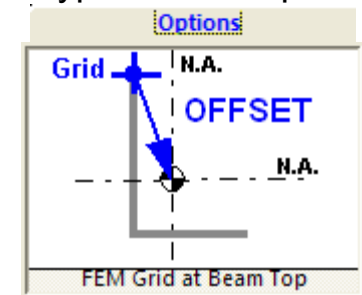 Options
Grid N.A.
OFFSET
N.A.
FEM Grid at Beam Top